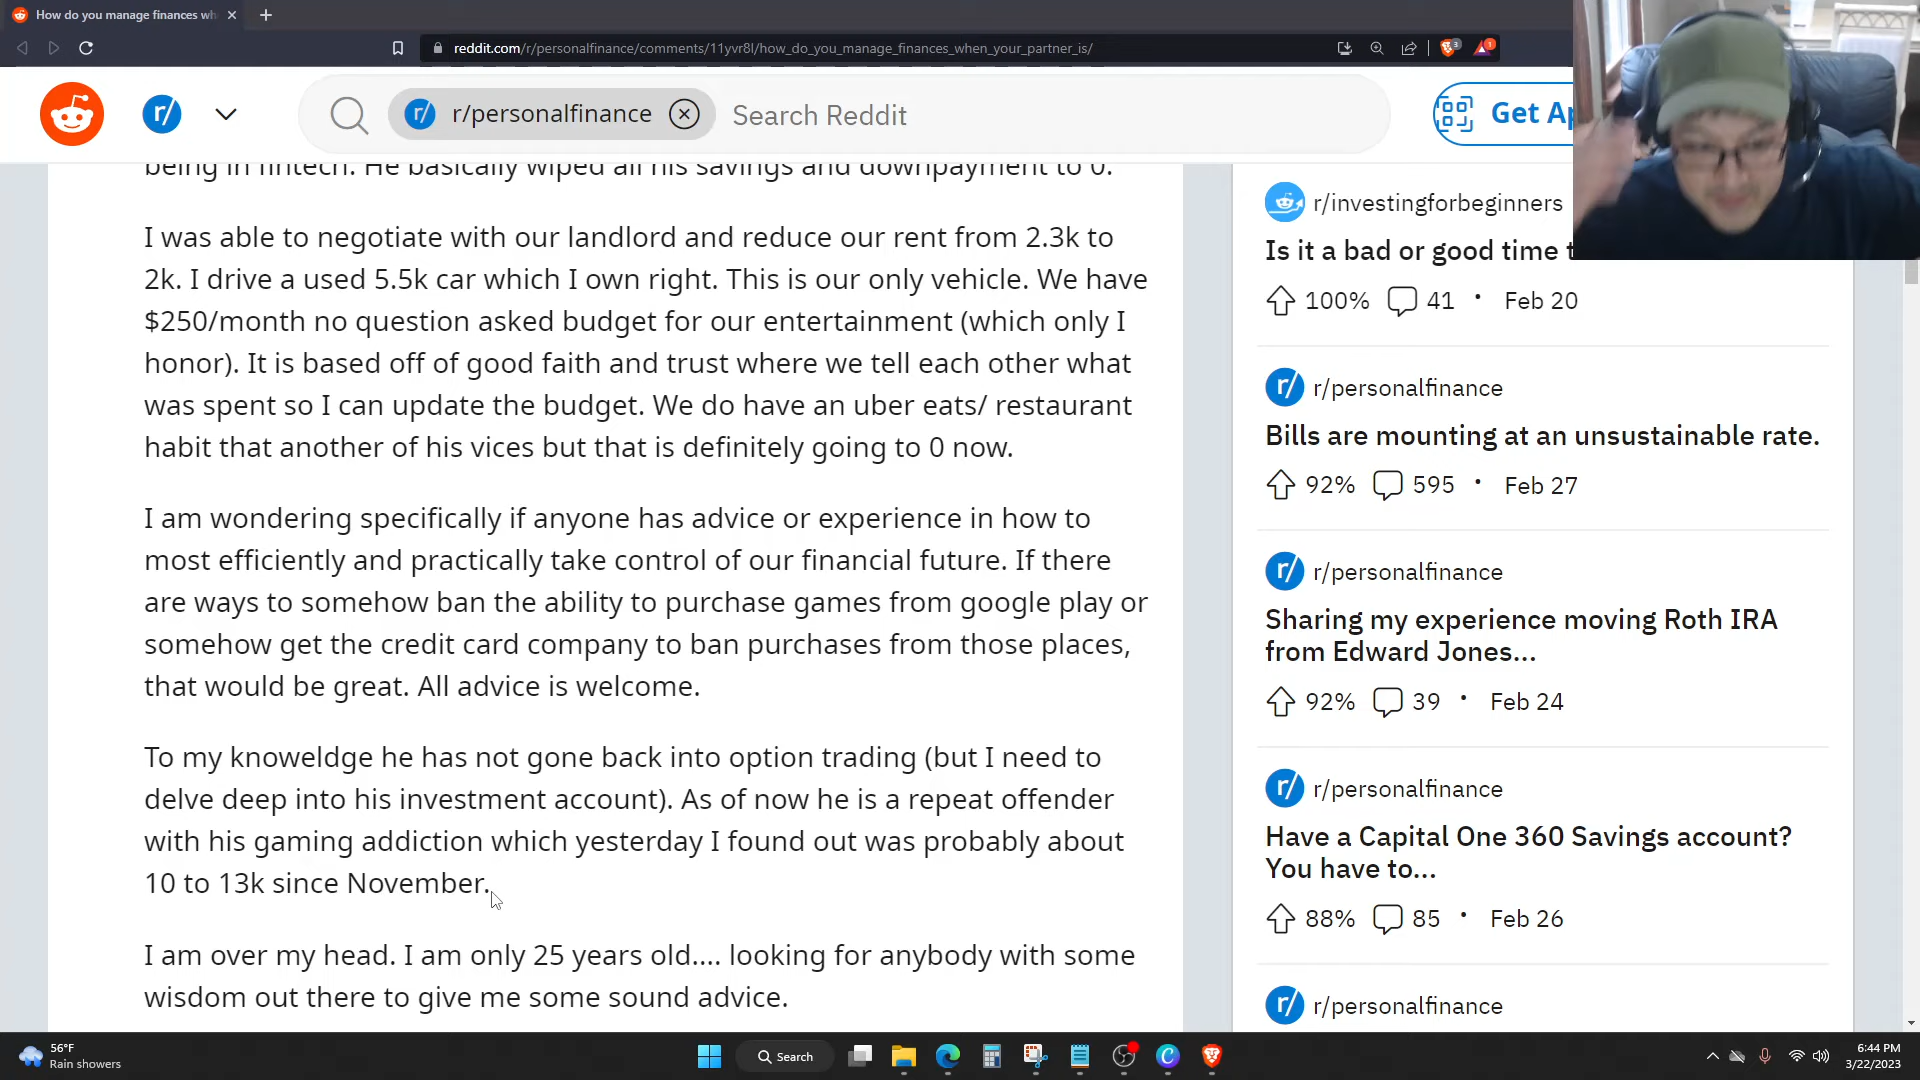 How do you manage finances wh
reddit.com/r/personalfinance/comments/11yvr8l/how_do_you_manage_finances_when_your_partner_is/
3
1
r/
r/
r/personalfinance
Search Reddit
Get Ap
being in fintech. He basically wiped all his savings and downpayment to 0.
I was able to negotiate with our landlord and reduce our rent from 2.3k to
2k. I drive a used 5.5k car which I own right. This is our only vehicle. We have
$250/month no question asked budget for our entertainment (which only I
honor). It is based off of good faith and trust where we tell each other what
was spent so I can update the budget. We do have an uber eats/ restaurant
habit that another of his vices but that is definitely going to 0 now.
I am wondering specifically if anyone has advice or experience in how to
most efficiently and practically take control of our financial future. If there
are ways to somehow ban the ability to purchase games from google play or
somehow get the credit card company to ban purchases from those places,
that would be great. All advice is welcome.
To my knoweldge he has not gone back into option trading (but I need to
delve deep into his investment account). As of now he is a repeat offender
with his gaming addiction which yesterday I found out was probably about
10 to 13k since November.
I am over my head. I am only 25 years old.... looking for anybody with some
wisdom out there to give me some sound advice.
r/investingforbeginners
Is it a bad or good time
100% 41 • Feb 20
r/ r/personalfinance
Bills are mounting at an unsustainable rate.
92% 595 • Feb 27
r/ r/personalfinance
Sharing my experience moving Roth IRA
from Edward Jones...
92% 39 • Feb 24
r/ r/personalfinance
Have a Capital One 360 Savings account?
You have to...
88% 85 • Feb 26
r/ r/personalfinance
56°F
Rain showers
Search
6:44 PM
3/22/2023